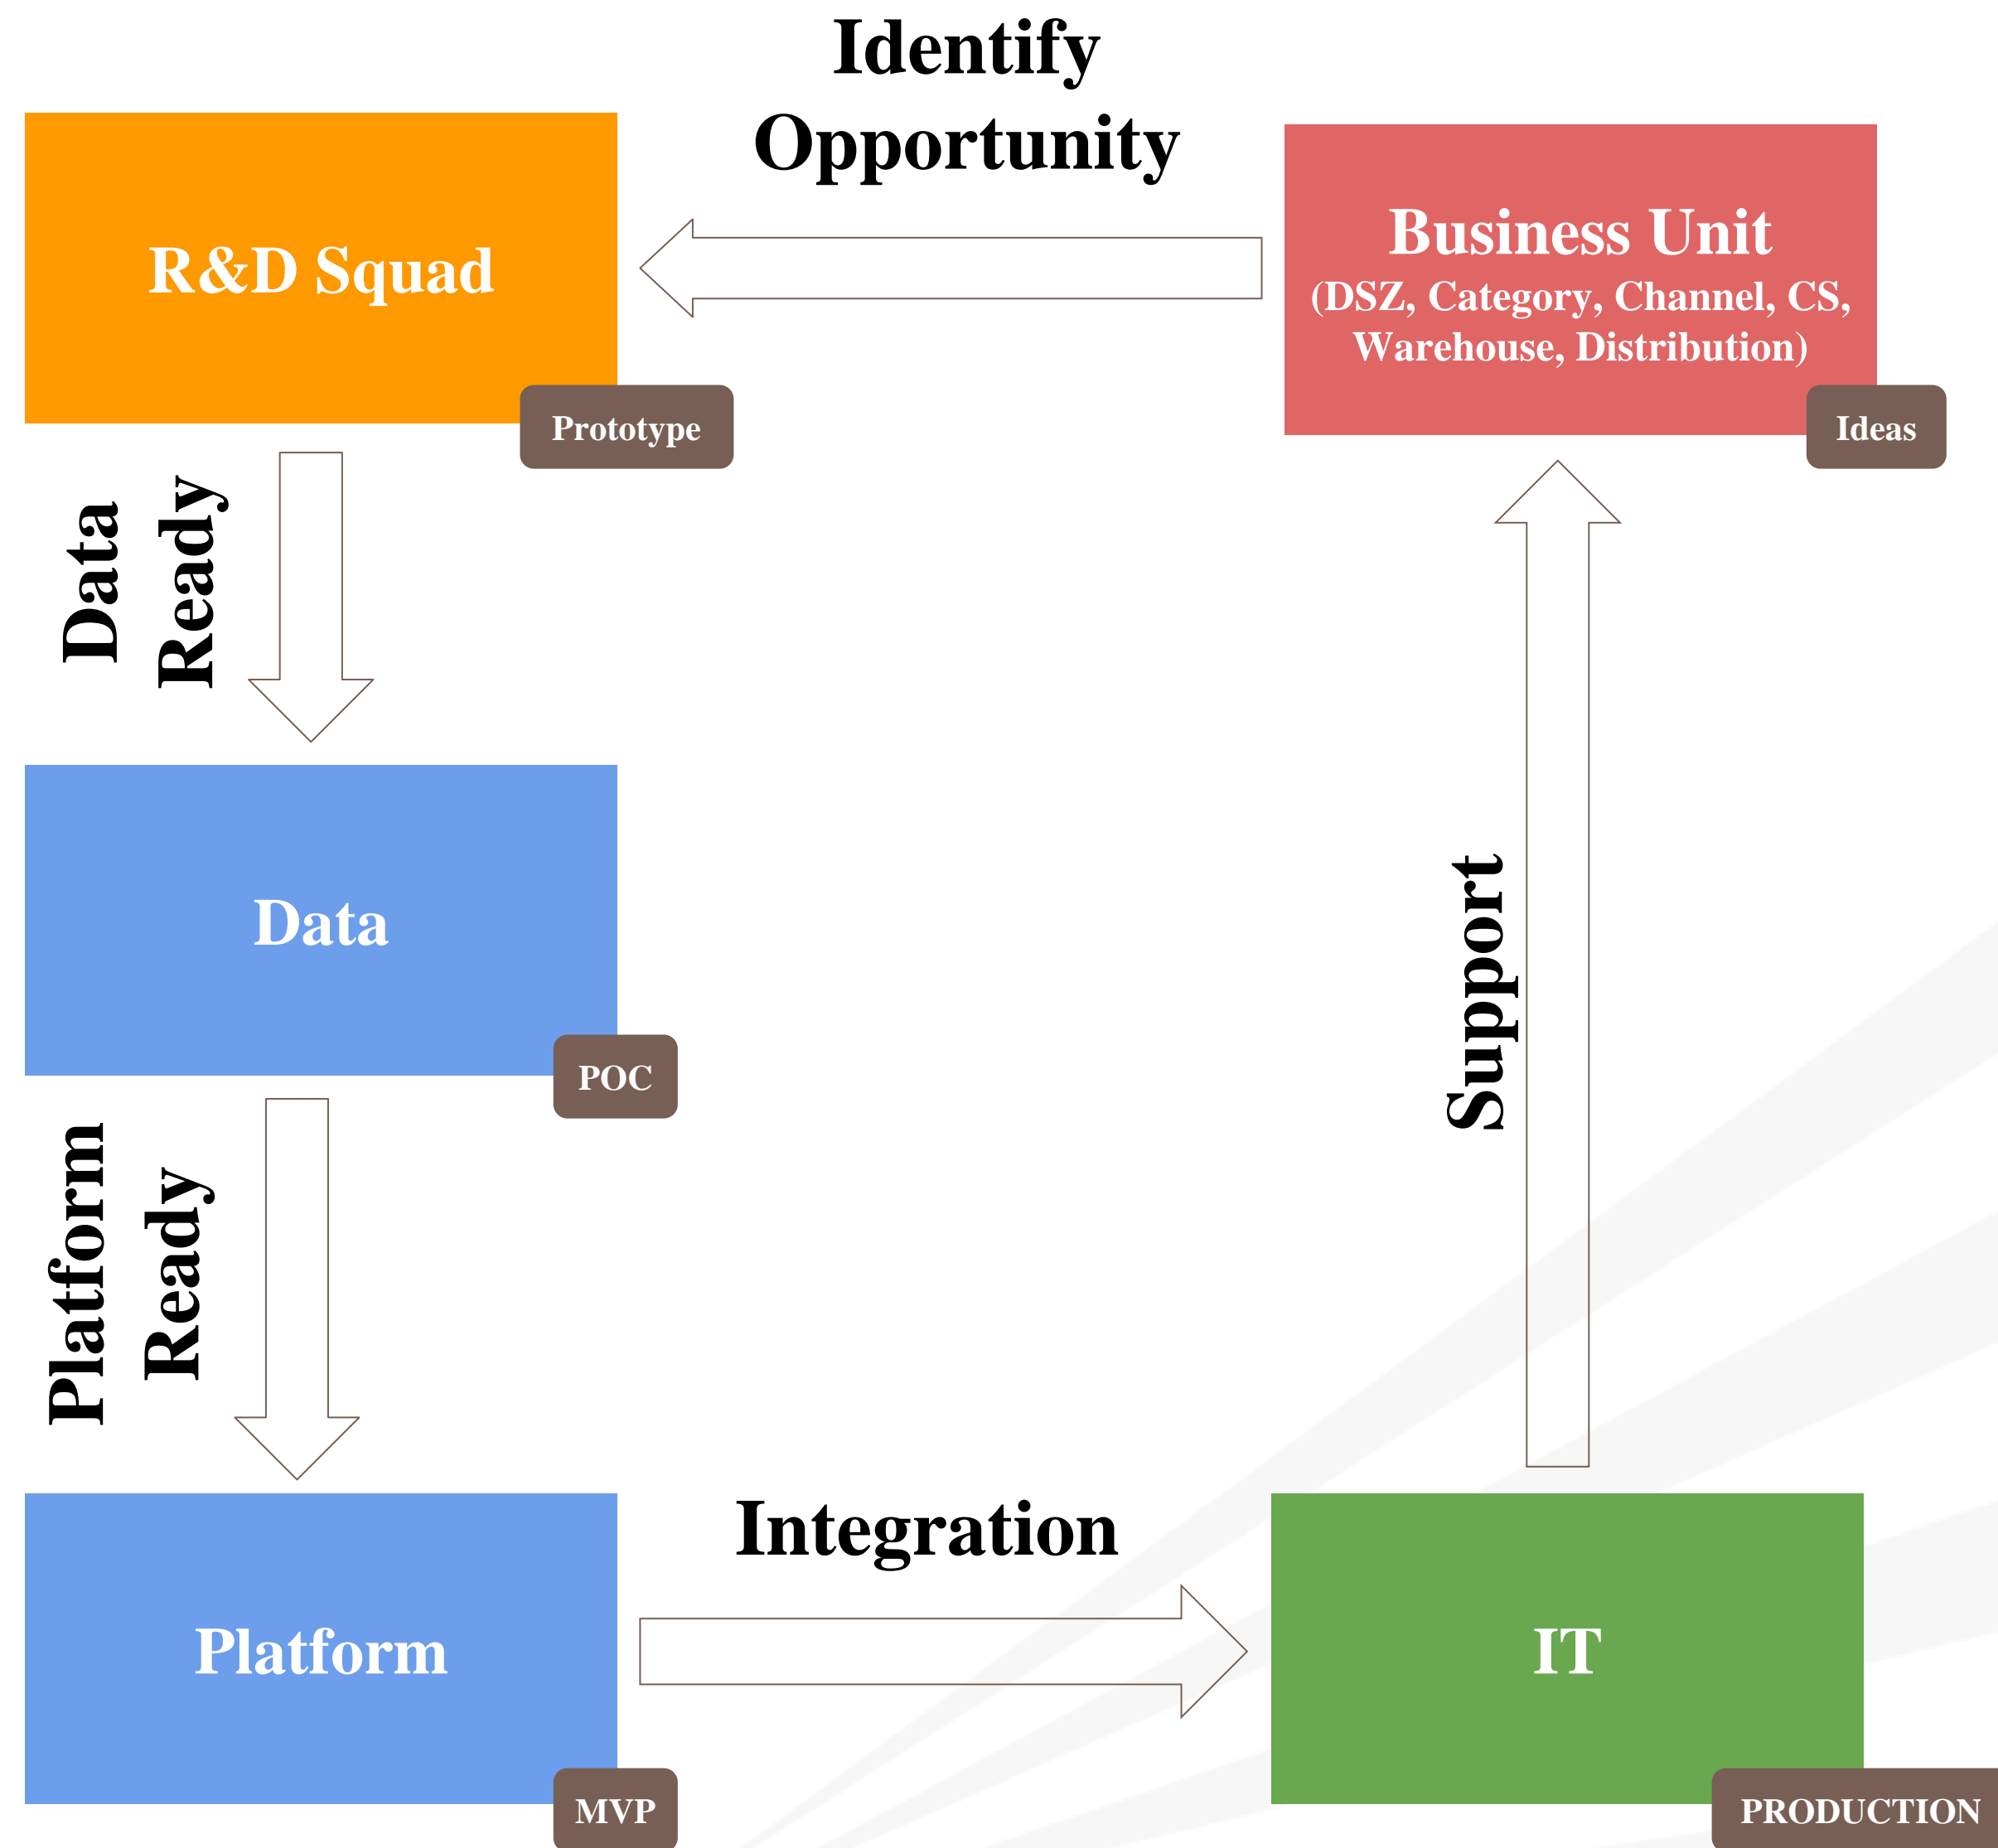 Identify
Opportunity
R&D Squad
Prototype
Business Unit
(DSZ, Category, Channel, CS,
Warehouse, Distribution)
Ideas
Data
Ready
Data
POC
Support
Platform
Ready
Integration
Platform
MVP
IT
PRODUCTION